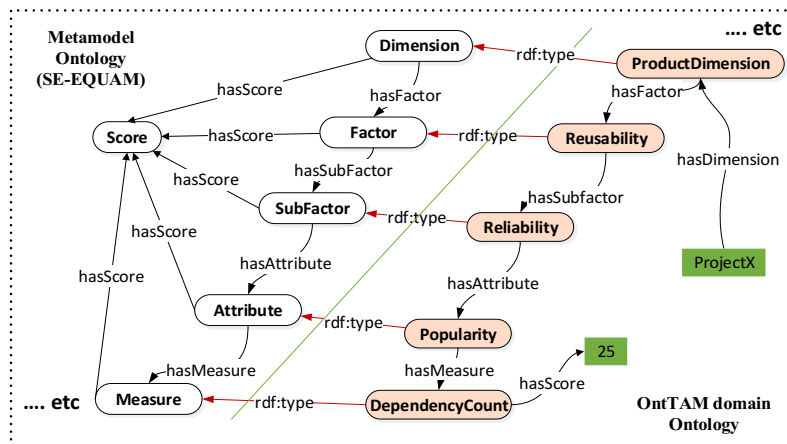 Metamodel
Ontology
(SE-EQUAM)
.... etc
Dimension
rdf:type
ProductDimension
hasScore
hasFactor
hasFactor
Score
hasScore
Factor
rdf:type
Reusability
hasDimension
hasScore
hasSubFactor
hasSubfactor
SubFactor
rdf:type
Reliability
hasScore
hasAttribute
ProjectX
hasScore
hasAttribute
Attribute
rdf:type
Popularity
25
hasMeasure
hasMeasure
hasScore
.... etc
Measure
rdf:type
DependencyCount
OntTAM domain
Ontology